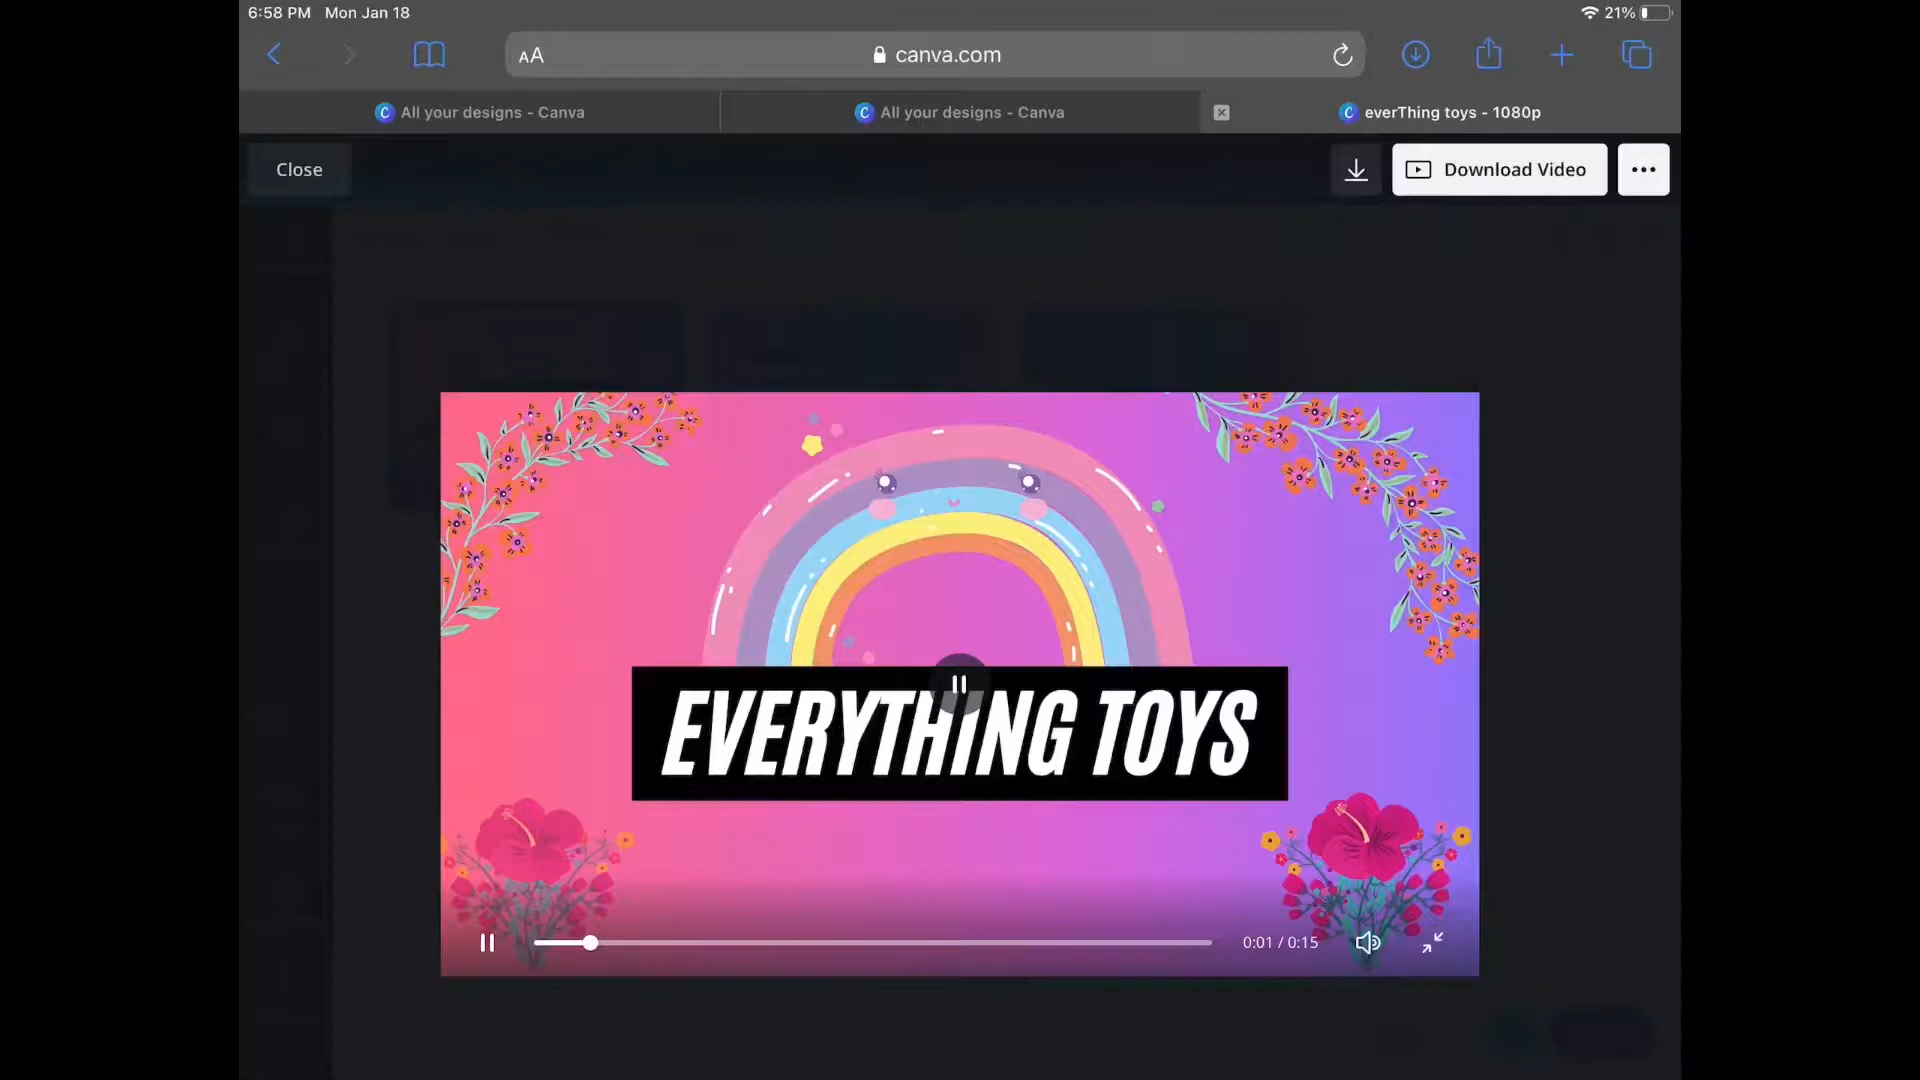 6:58 PM Mon Jan 18
21%
AA
canva.com
All your designs - Canva
All your designs - Canva
everThing toys - 1080p
Close
Download Video
EVERYTHING TOYS
0:01 / 0:15